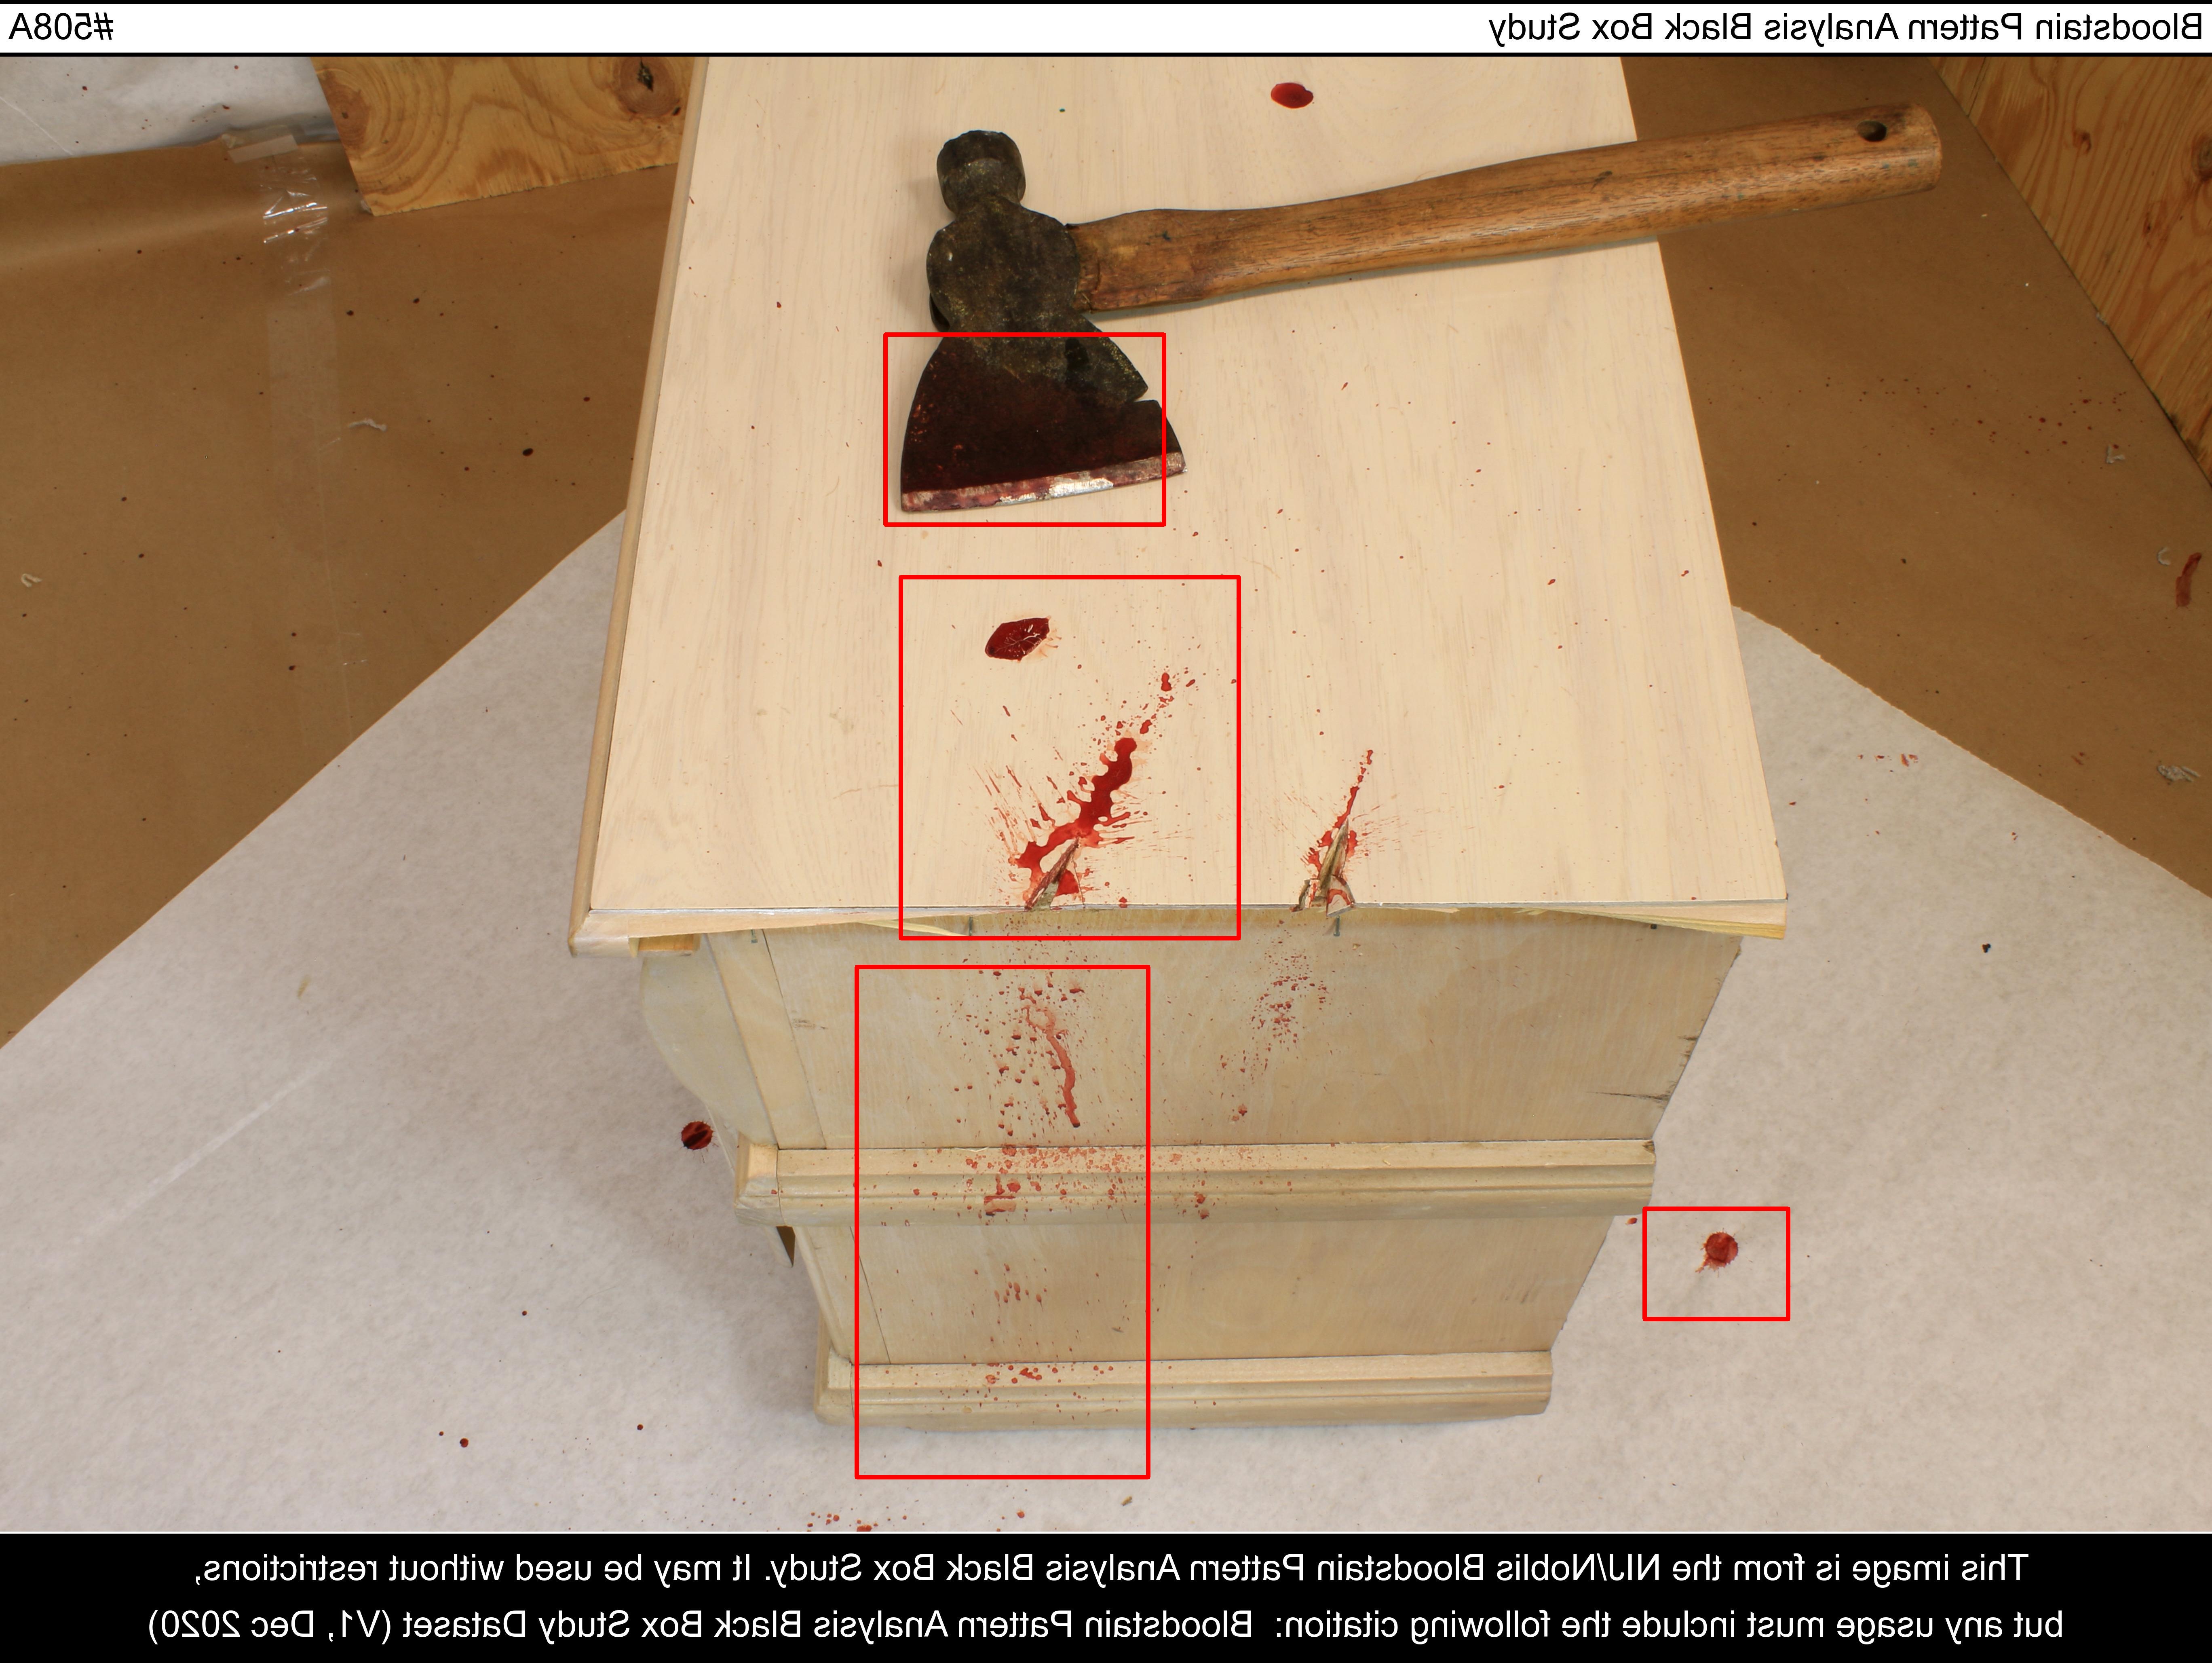 Bloodstain Pattern Analysis Black Box Study
#508A
This image is from the NIJ/Noblis Bloodstain Pattern Analysis Black Box Study. It may be used without restrictions,
but any usage must include the following citation: Bloodstain Pattern Analysis Black Box Study Dataset (V1, Dec 2020)